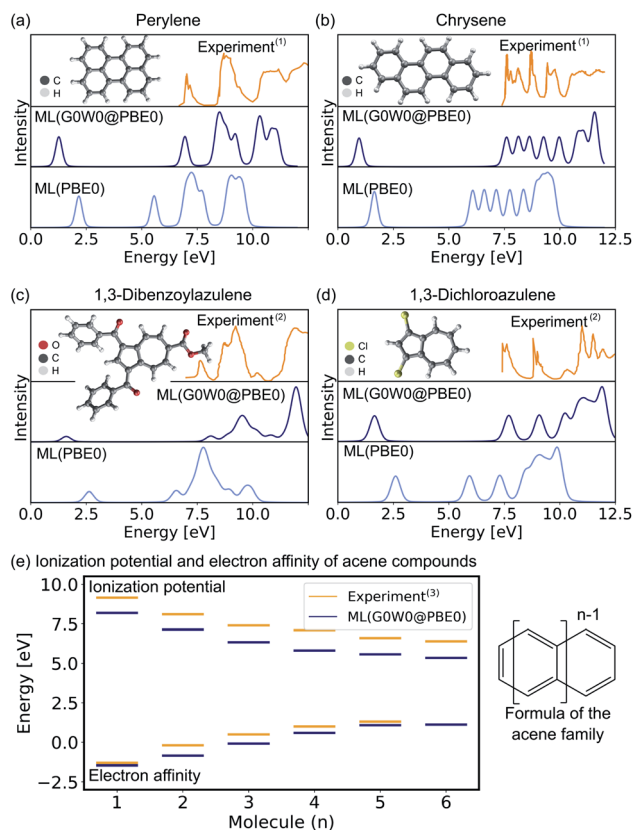 (a) Perylene
Experiment(1)
C
H
ML(G0W0@PBE0)
ML(PBE0)
Intensity
0.0 2.5 5.0 7.5 10.0
Energy [eV]
(b) Chrysene
Experiment(1)
C
H
ML(G0W0@PBE0)
ML(PBE0)
Intensity
0.0 2.5 5.0 7.5 10.0 12.5
Energy [eV]
(c) 1,3-Dibenzoylazulene
Experiment(2)
O
C
H
ML(G0W0@PBE0)
ML(PBE0)
Intensity
0.0 2.5 5.0 7.5 10.0
Energy [eV]
(d) 1,3-Dichloroazulene
Experiment(2)
Cl
C
H
ML(G0W0@PBE0)
ML(PBE0)
Intensity
0.0 2.5 5.0 7.5 10.0 12.5
Energy [eV]
(e) Ionization potential and electron affinity of acene compounds
Ionization potential
Experiment(3)
ML(G0W0@PBE0)
Electron affinity
10.0
7.5
5.0
2.5
0.0
−2.5
Energy [eV]
1 2 3 4 5 6
Molecule (n)
n-1
Formula of the
acene family